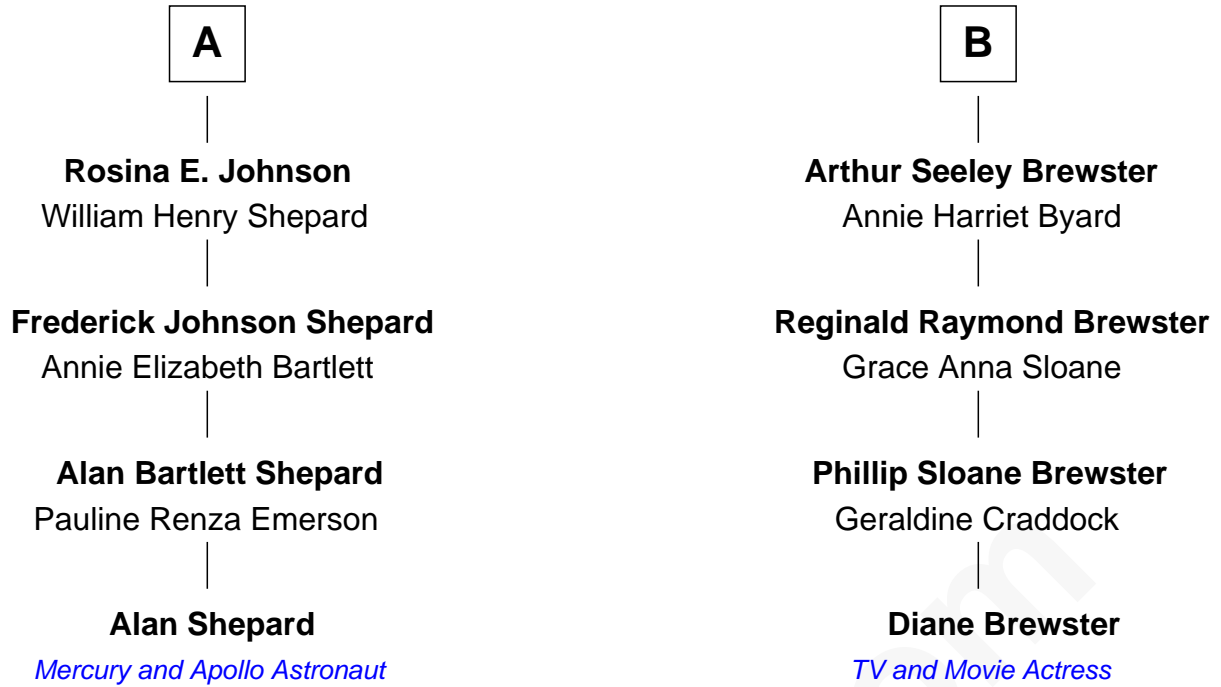 A
Rosina E. Johnson
William Henry Shepard
Frederick Johnson Shepard
Annie Elizabeth Bartlett
Alan Bartlett Shepard
Pauline Renza Emerson
Alan Shepard
Mercury and Apollo Astronaut
B
Arthur Seeley Brewster
Annie Harriet Byard
Reginald Raymond Brewster
Grace Anna Sloane
Phillip Sloane Brewster
Geraldine Craddock
Diane Brewster
TV and Movie Actress